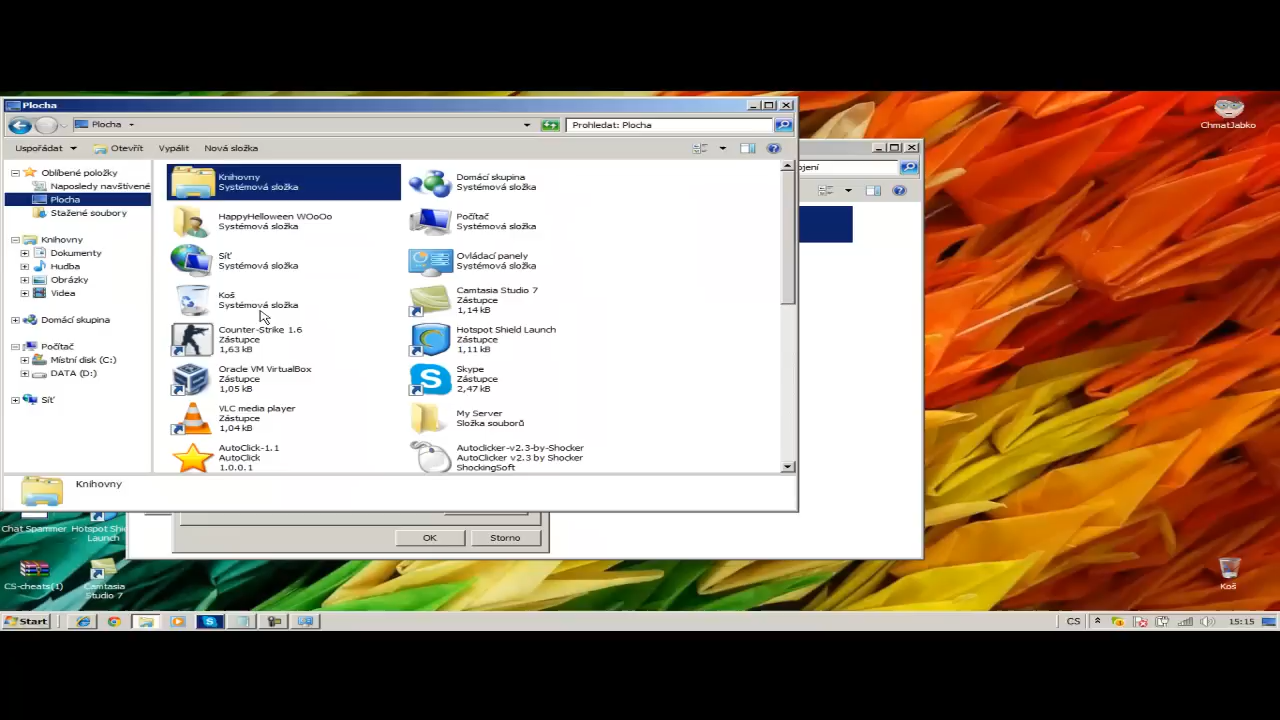 Plocha
Plocha
Prohledat: Plocha
Uspořádat
Otevřít
Vypálit
Nová složka
Oblíbené položky
Naposledy navštívené
Plocha
Stažené soubory
Knihovny
Dokumenty
Hudba
Obrázky
Videa
Domácí skupina
Počítač
Místní disk (C:)
DATA (D:)
Síť
Knihovny
Systémová složka
Domácí skupina
Systémová složka
HappyHelloween WOoOo
Systémová složka
Počítač
Systémová složka
Síť
Systémová složka
Ovládací panely
Systémová složka
Koš
Systémová složka
Camtasia Studio 7
Zástupce
1,14 kB
Counter-Strike 1.6
Zástupce
1,63 kB
Hotspot Shield Launch
Zástupce
1,11 kB
Oracle VM VirtualBox
Zástupce
1,05 kB
Skype
Zástupce
2,47 kB
VLC media player
Zástupce
1,04 kB
My Server
Složka souborů
AutoClick-1.1
AutoClick
1.0.0.1
Autoclicker-v2.3-by-Shocker
AutoClicker v2.3 by Shocker
ShockingSoft
Knihovny
ojení
OK
Storno
ChmatJabko
Chat Spammer
Hotspot Shi
Launch
CS-cheats(1)
Camtasia
Studio 7
Koš
Start
CS
15:15